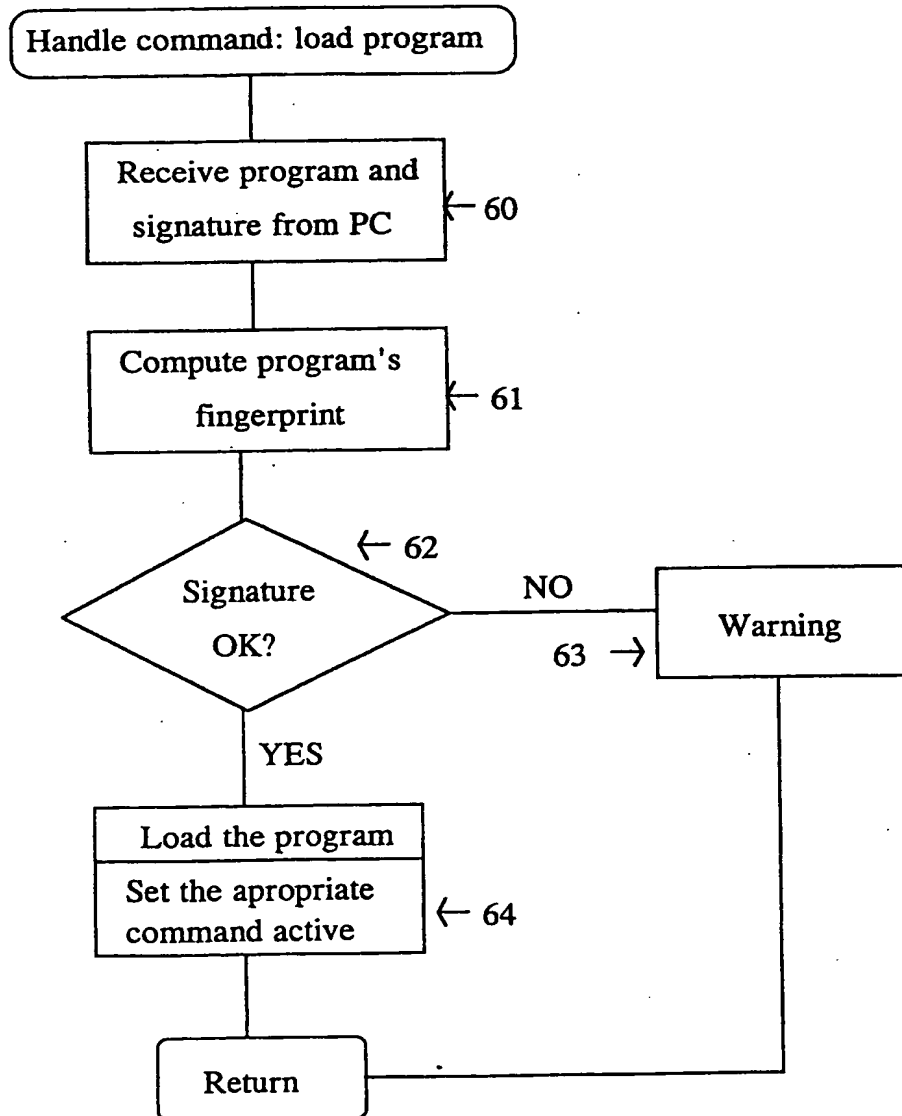 Handle command: load program
Receive program and
signature from PC
← 60
Compute program's
fingerprint
← 61
← 62
Signature
OK?
NO
Warning
63 →
YES
Load the program
Set the apropriate
command active
← 64
Return